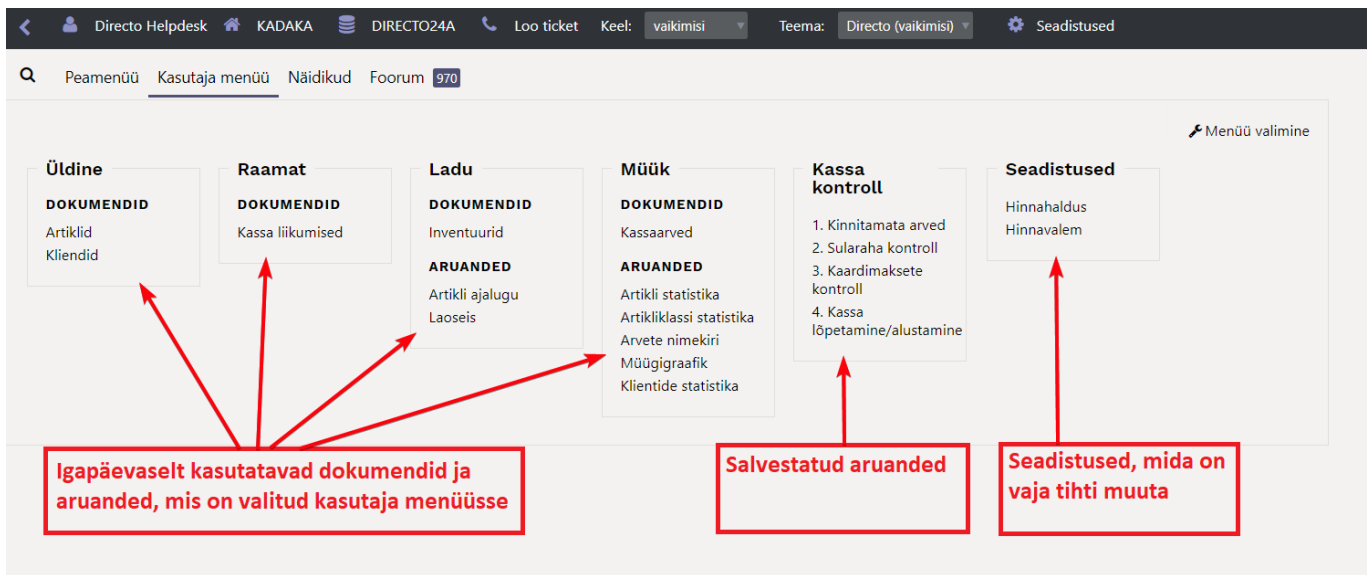 Directo Helpdesk KADAKA DIRECTO24A Loo ticket Keel: vaikimisi Teema: Directo (vaikimisi) Seadistused
Peamenüü Kasutaja menüü Näidikud Foorum 970
Menüü valimine
Üldine
DOKUMENDID
Artiklid
Kliendid
Raamat
DOKUMENDID
Kassa liikumised
Ladu
DOKUMENDID
Inventuurid
ARUANDED
Artikli ajalugu
Laoseis
Müük
DOKUMENDID
Kassaarved
ARUANDED
Artikli statistika
Artikliklassi statistika
Arvete nimekiri
Müügigraafik
Klientide statistika
Kassa
kontroll
1. Kinnitamata arved
2. Sularaha kontroll
3. Kaardimaksete
kontroll
4. Kassa
lõpetamine/alustamine
Seadistused
Hinnahaldus
Hinnavalem
Igapäevaselt kasutatavad dokumendid ja
aruanded, mis on valitud kasutaja menüüsse
Salvestatud aruanded
Seadistused, mida on
vaja tihti muuta